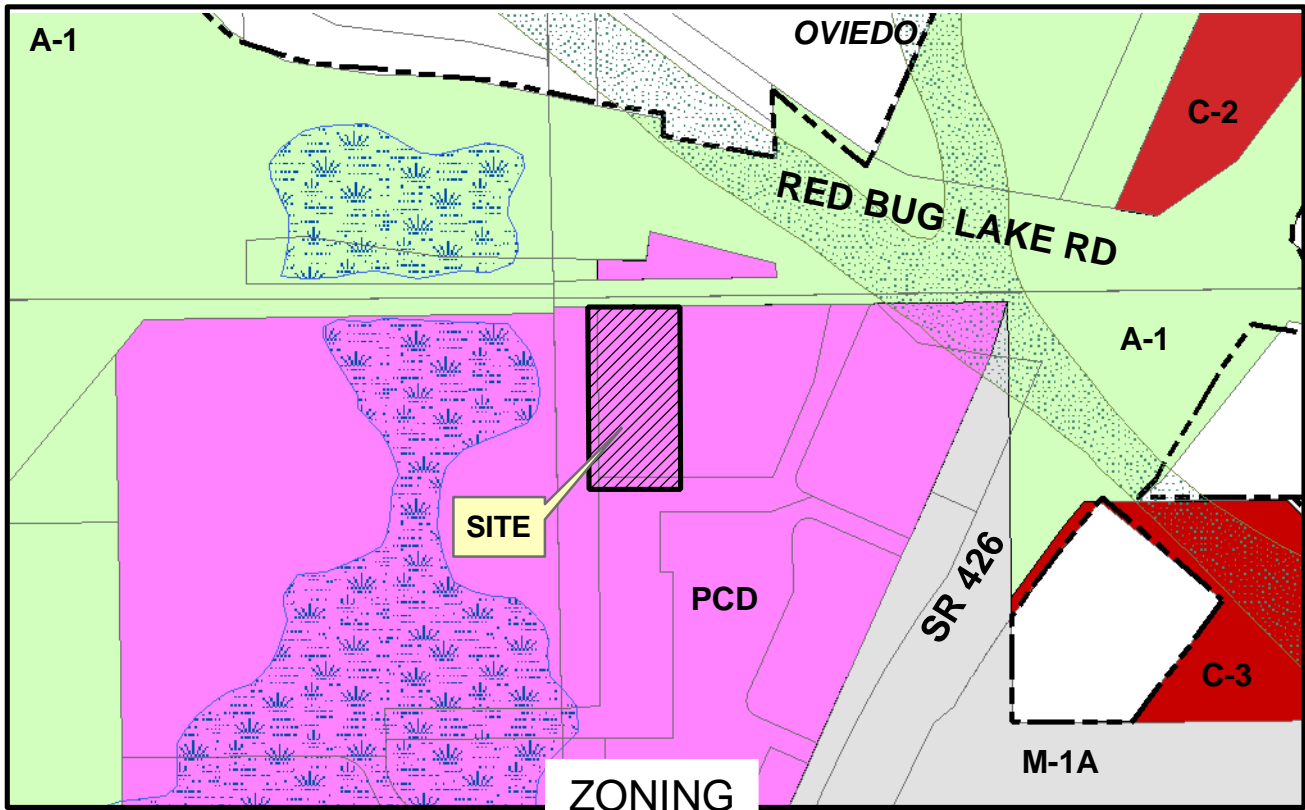 A-1
OVIEDO
C-2
RED BUG LAKE RD
A-1
SITE
PCD
SR 426
C-3
M-1A
ZONING